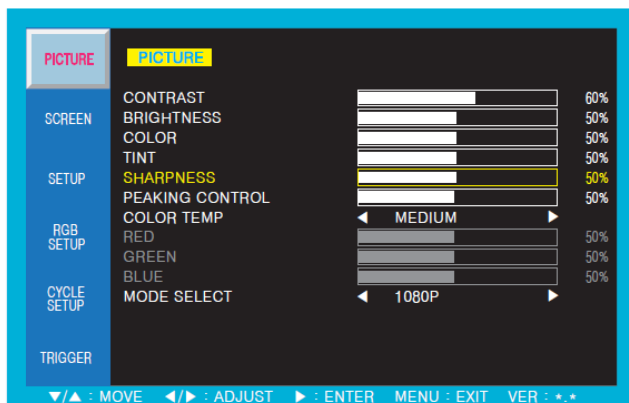 PICTURE
SCREEN
SETUP
RGB
SETUP
CYCLE
SETUP
TRIGGER
PICTURE
CONTRAST 60%
BRIGHTNESS 50%
COLOR 50%
TINT 50%
SHARPNESS 50%
PEAKING CONTROL 50%
COLOR TEMP ◀ MEDIUM ▶
RED 50%
GREEN 50%
BLUE 50%
MODE SELECT ◀ 1080P ▶
▼/▲ : MOVE ◀/▶ : ADJUST ▶ : ENTER MENU : EXIT VER : *.*